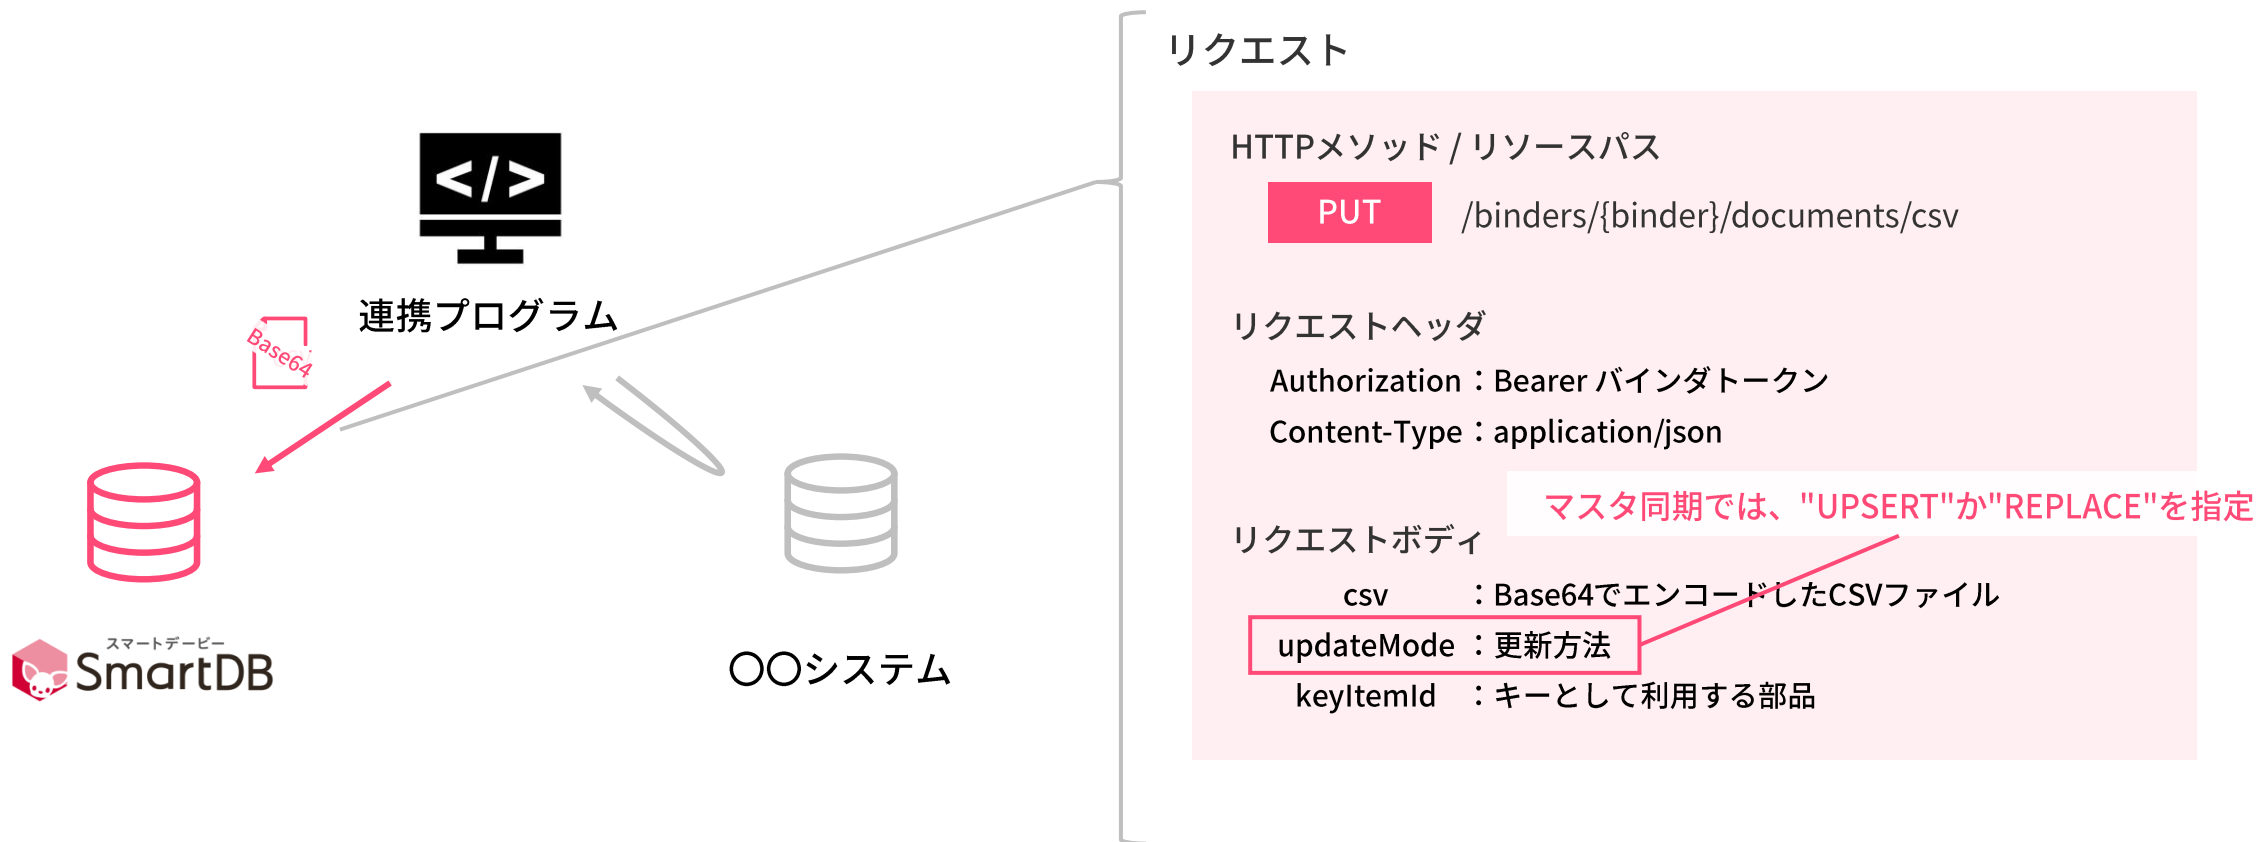 リクエスト
HTTPメソッド / リソースパス
PUT /binders/{binder}/documents/csv
連携プログラム
Base64
リクエストヘッダ
Authorization：Bearer バインダトークン
Content-Type：application/json
マスタ同期では、"UPSERT"か"REPLACE"を指定
リクエストボディ
csv ：Base64でエンコードしたCSVファイル
updateMode ：更新方法
keyItemId ：キーとして利用する部品
スマートデービー
SmartDB
〇〇システム